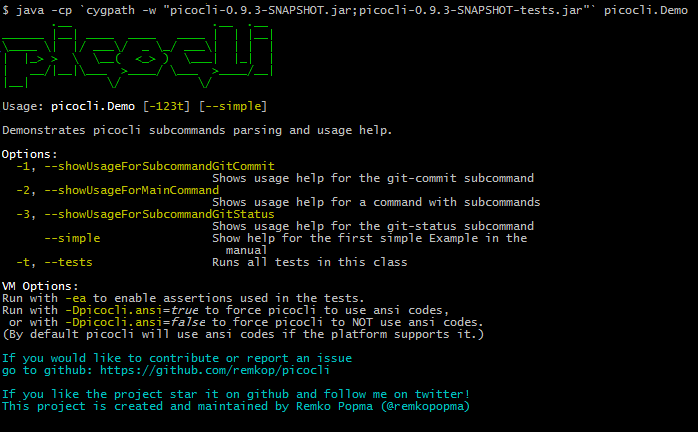 $ java -cp `cygpath -w "picocli-0.9.3-SNAPSHOT.jar;picocli-0.9.3-SNAPSHOT-tests.jar"` picocli.Demo
picocli
Usage: picocli.Demo [-123t] [--simple]
Demonstrates picocli subcommands parsing and usage help.
Options:
-1, --showUsageForSubcommandGitCommit
Shows usage help for the git-commit subcommand
-2, --showUsageForMainCommand
Shows usage help for a command with subcommands
-3, --showUsageForSubcommandGitStatus
Shows usage help for the git-status subcommand
--simple Show help for the first simple Example in the
manual
-t, --tests Runs all tests in this class
VM Options:
Run with -ea to enable assertions used in the tests.
Run with -Dpicocli.ansi=true to force picocli to use ansi codes,
or with -Dpicocli.ansi=false to force picocli to NOT use ansi codes.
(By default picocli will use ansi codes if the platform supports it.)
If you would like to contribute or report an issue
go to github: https://github.com/remkop/picocli
If you like the project star it on github and follow me on twitter!
This project is created and maintained by Remko Popma (@remkopopma)